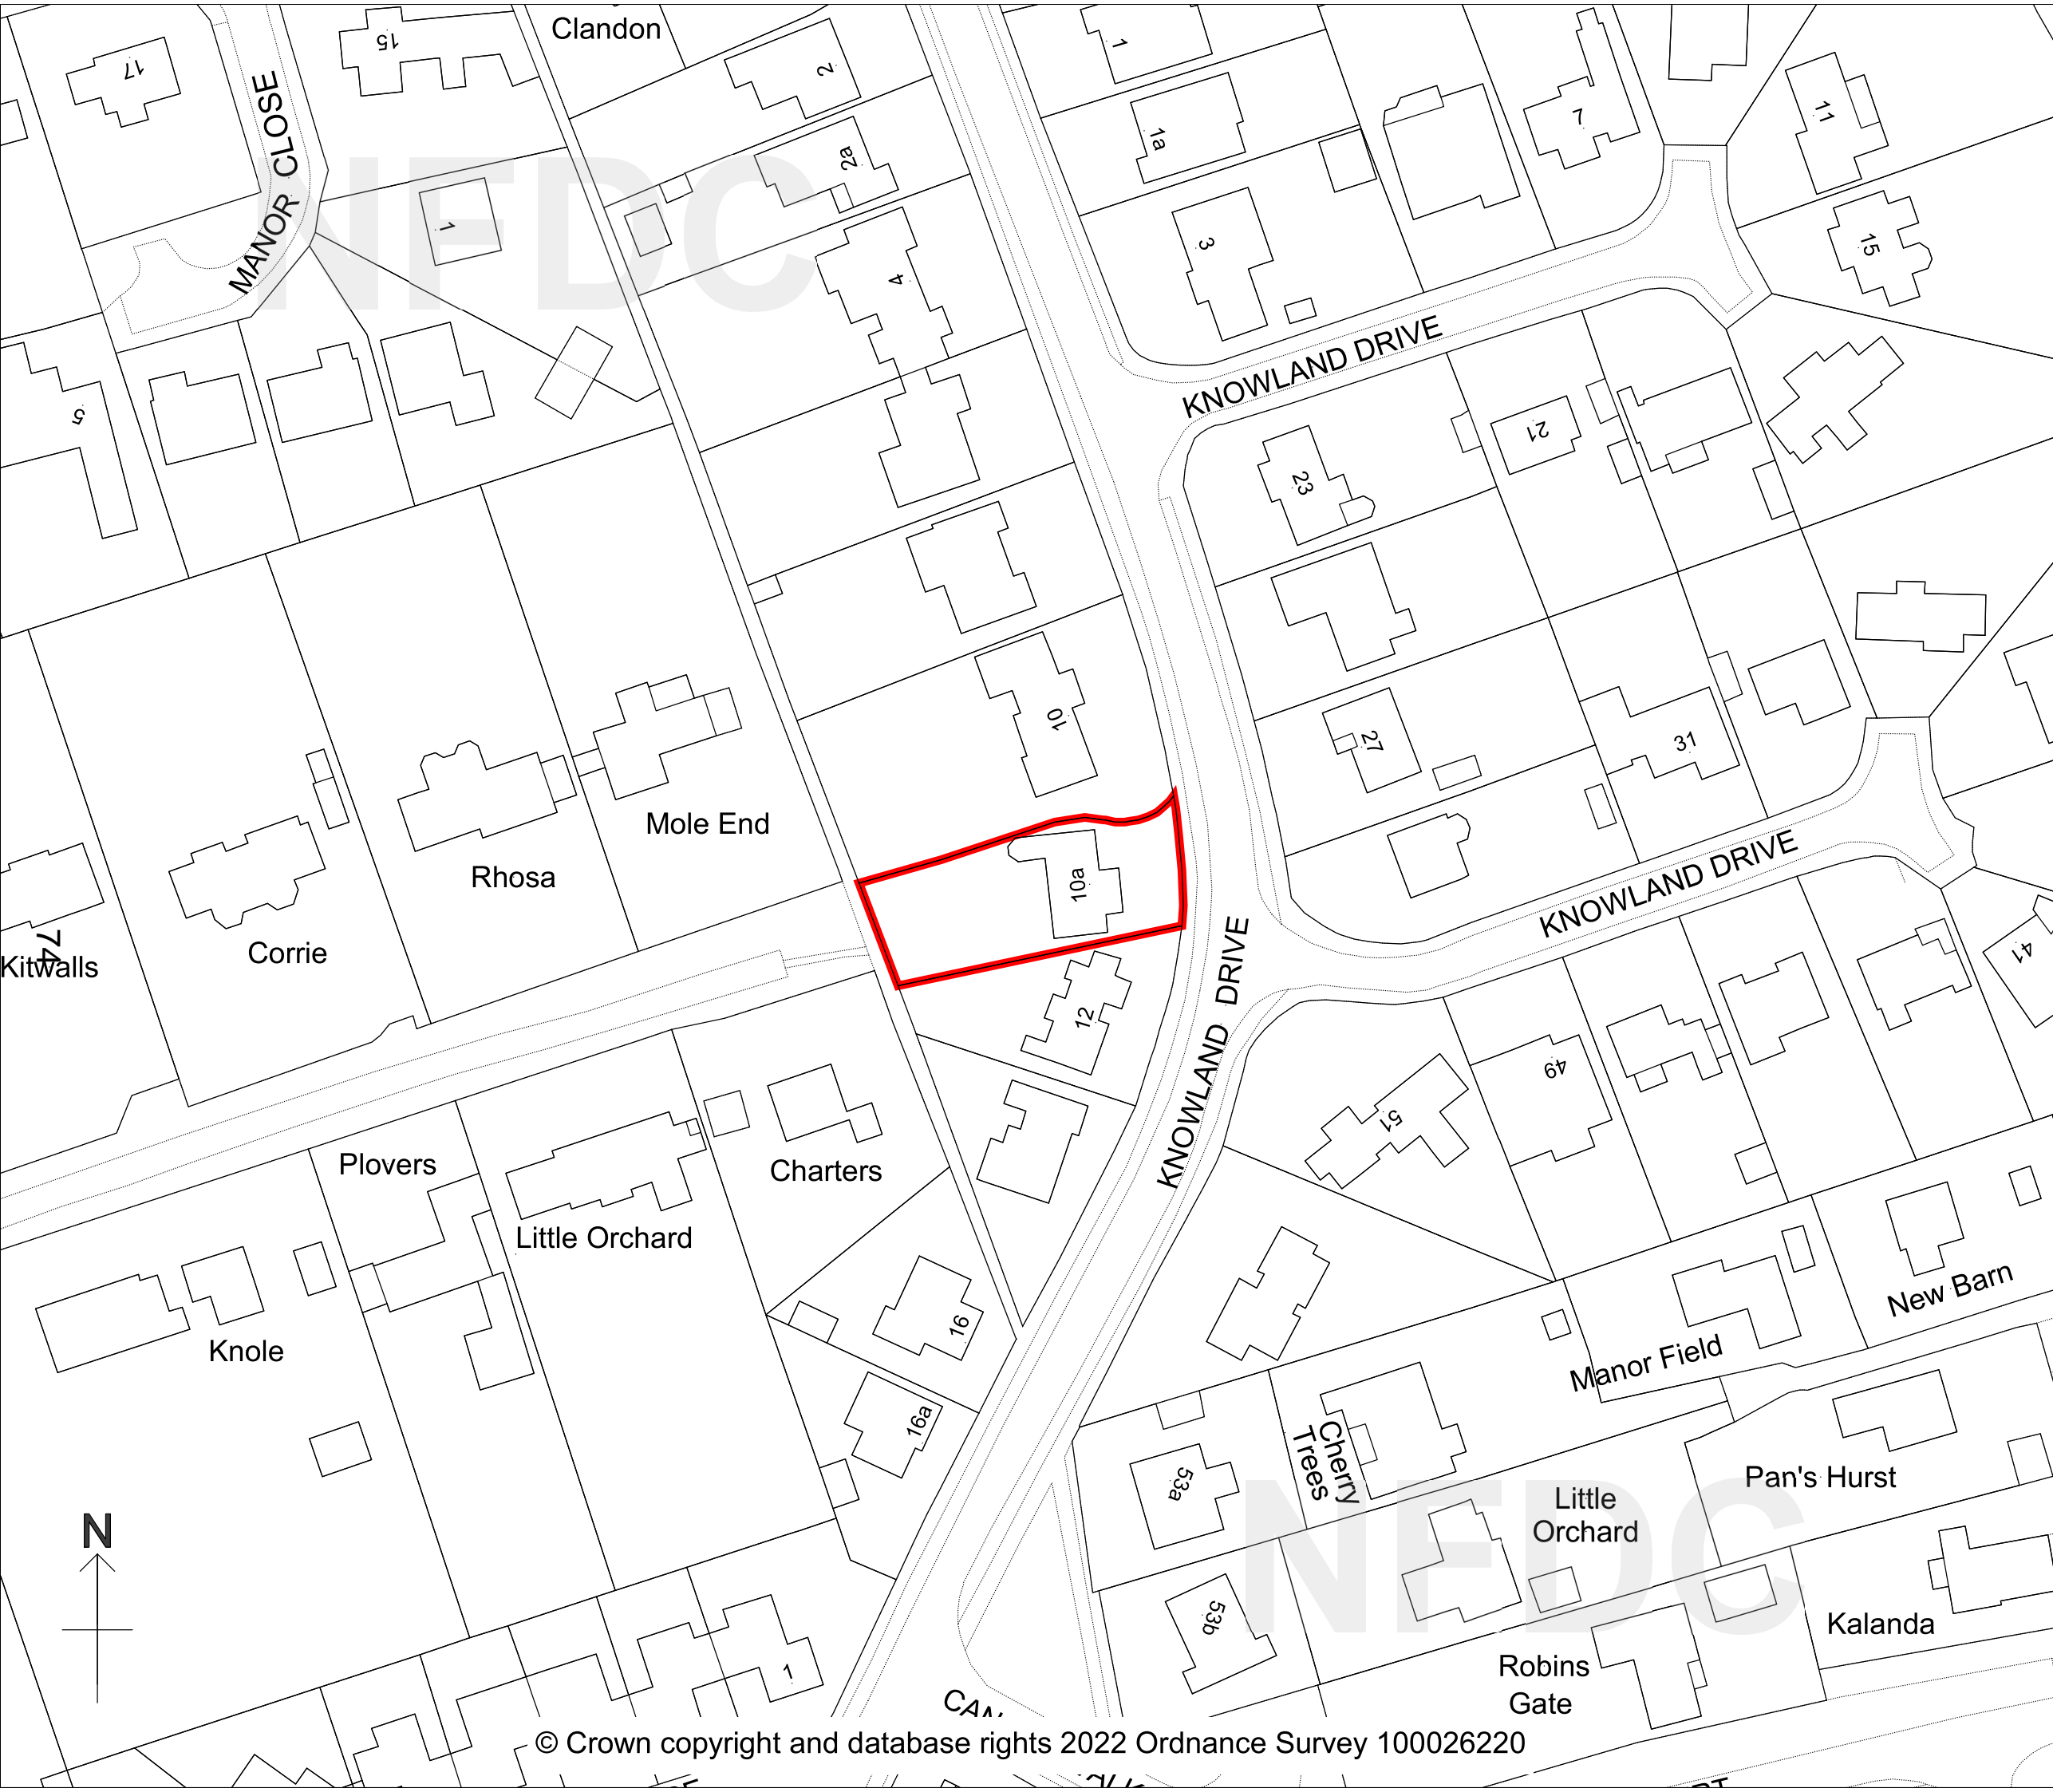 Clandon
17
15
MANOR CLOSE
2
1
1a
2a
7
11
NFDC
1
3
4
15
KNOWLAND DRIVE
5
23
21
10
27
31
Mole End
Rhosa
10a
KNOWLAND DRIVE
Corrie
74
Kitwalls
41
12
KNOWLAND DRIVE
49
51
Plovers
Charters
Little Orchard
Knole
16
New Barn
Manor Field
16a
Cherry
Trees
53a
Pan's Hurst
Little
Orchard
N
NFDC
53b
Kalanda
1
Robins
Gate
© Crown copyright and database rights 2022 Ordnance Survey 100026220